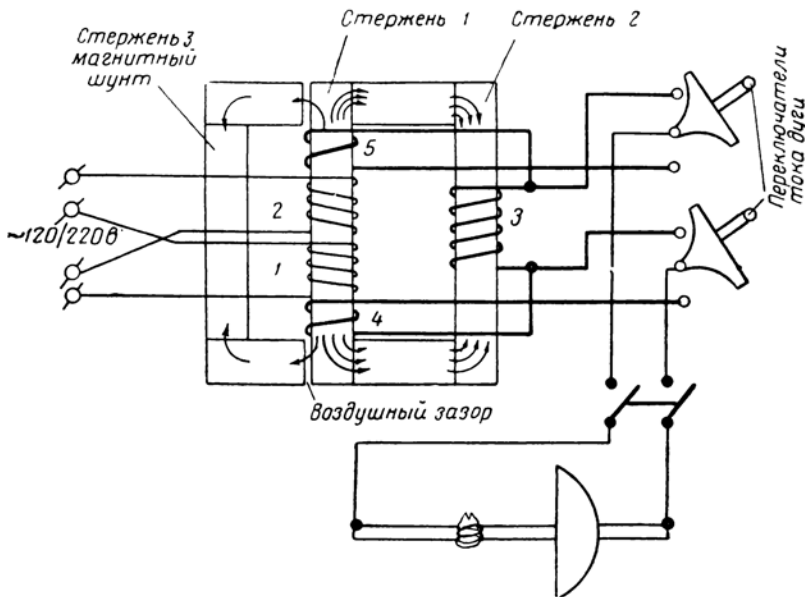 Стержень 1
Стержень 2
Стержень 3
магнитный
шунт
5
2
3
~120/220в
1
4
Воздушный зазор
Переключатели
тока дуги